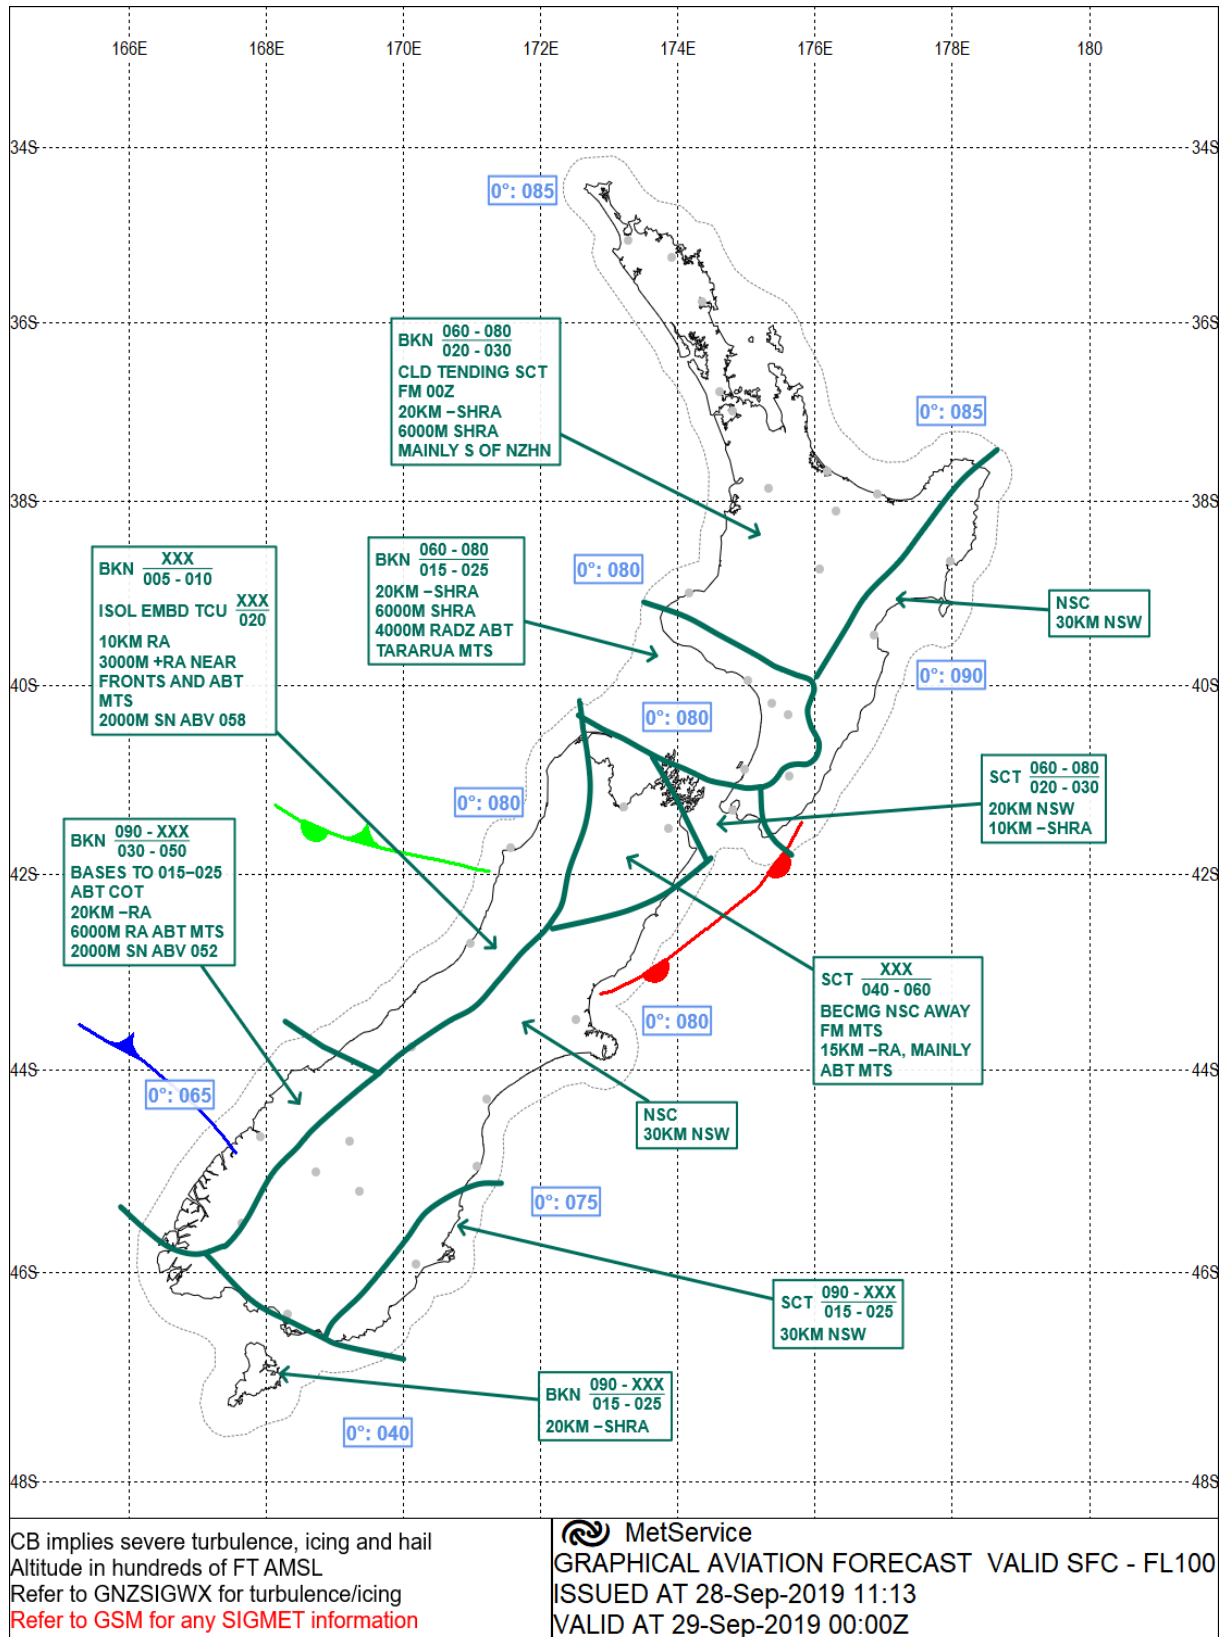 166E 168E 170E 172E 174E 176E 178E 180
34S 34S
0°: 085
36S 36S
BKN 060 - 080
020 - 030
CLD TENDING SCT
FM 00Z
20KM −SHRA
6000M SHRA
MAINLY S OF NZHN
0°: 085
38S 38S
BKN 060 - 080
015 - 025
20KM −SHRA
6000M SHRA
4000M RADZ ABT
TARARUA MTS
0°: 080
BKN XXX
005 - 010
ISOL EMBD TCU XXX
020
10KM RA
3000M +RA NEAR
FRONTS AND ABT
MTS
2000M SN ABV 058
NSC
30KM NSW
0°: 090
40S 40S
0°: 080
SCT 060 - 080
020 - 030
20KM NSW
10KM −SHRA
0°: 080
BKN 090 - XXX
030 - 050
BASES TO 015−025
ABT COT
20KM −RA
6000M RA ABT MTS
2000M SN ABV 052
42S 42S
SCT XXX
040 - 060
BECMG NSC AWAY
FM MTS
15KM −RA, MAINLY
ABT MTS
0°: 080
44S 44S
0°: 065
NSC
30KM NSW
0°: 075
46S 46S
SCT 090 - XXX
015 - 025
30KM NSW
BKN 090 - XXX
015 - 025
20KM −SHRA
0°: 040
48S 48S
CB implies severe turbulence, icing and hail
Altitude in hundreds of FT AMSL
Refer to GNZSIGWX for turbulence/icing
Refer to GSM for any SIGMET information
MetService
GRAPHICAL AVIATION FORECAST VALID SFC - FL100
ISSUED AT 28-Sep-2019 11:13
VALID AT 29-Sep-2019 00:00Z